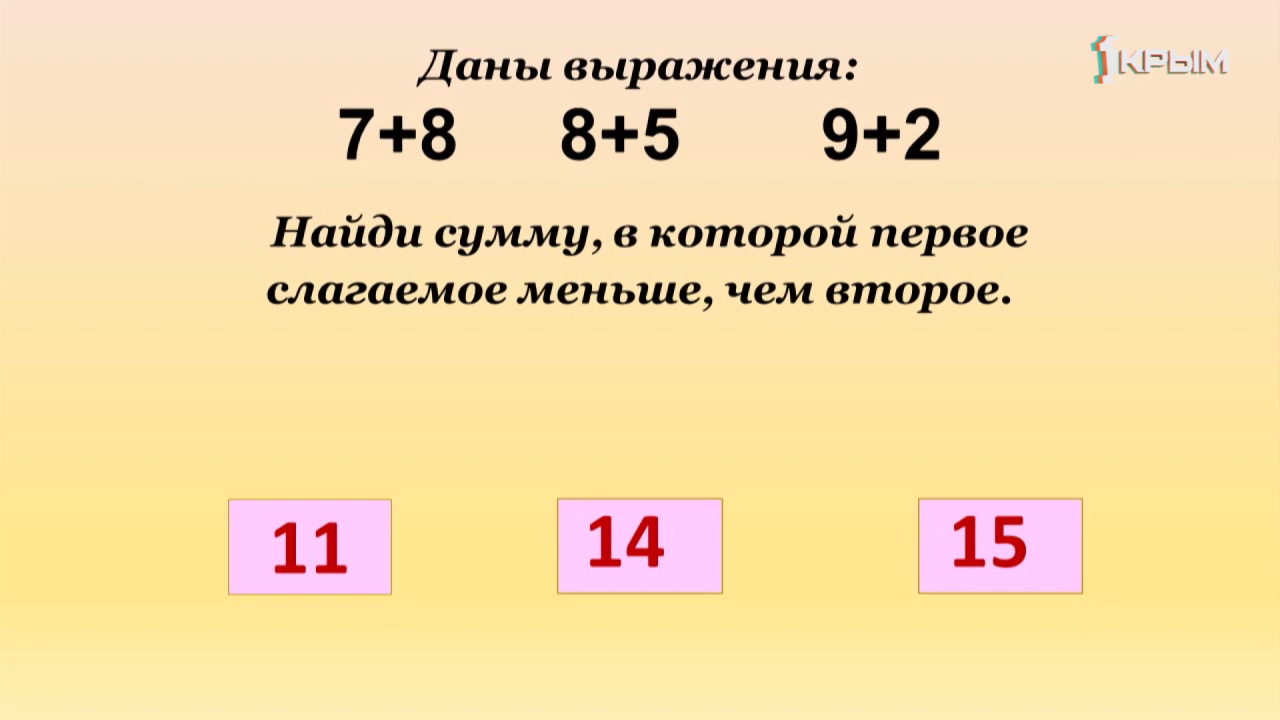 Даны выражения:
1КРЫМ
7+8 8+5 9+2
Найди сумму, в которой первое
слагаемое меньше, чем второе.
11 14 15